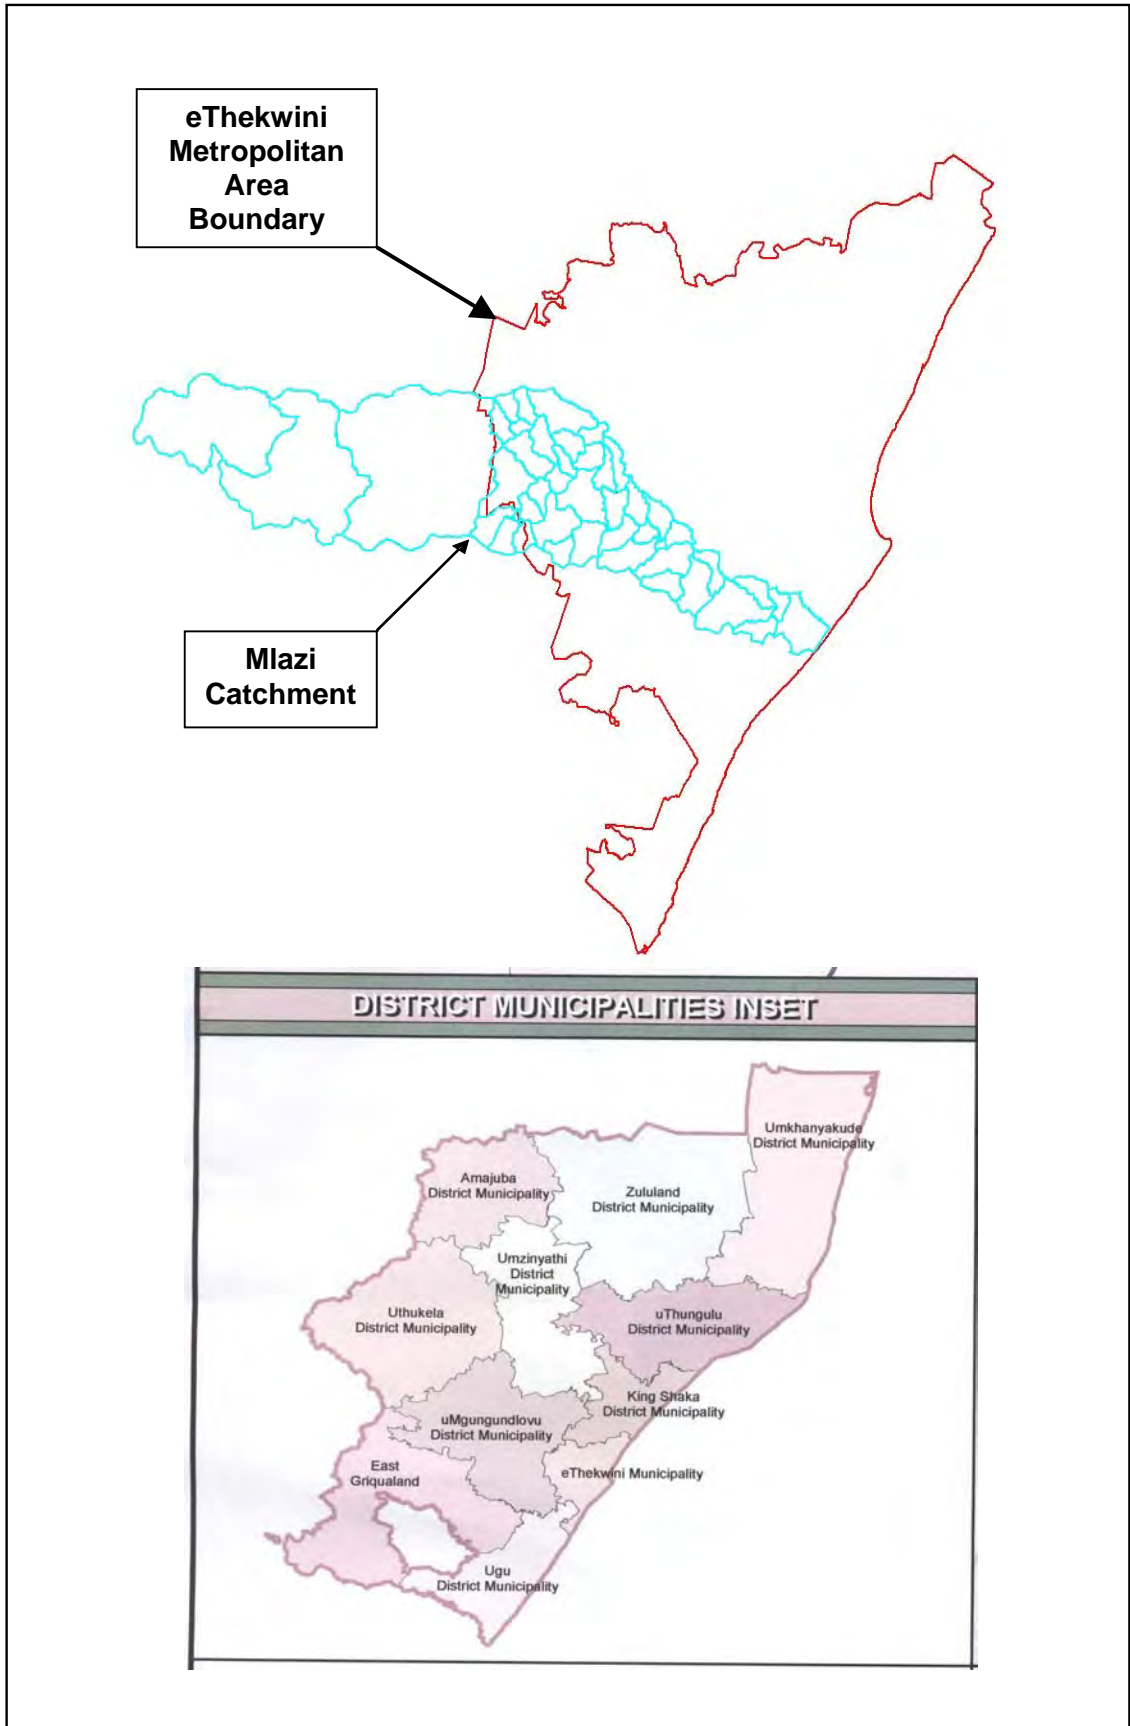 eThekwini
Metropolitan
Area
Boundary
Mlazi
Catchment
DISTRICT MUNICIPALITIES INSET
Umkhanyakude
District Municipality
Amajuba
District Municipality
Zululand
District Municipality
Umzinyathi
District
Municipality
Uthukela
District Municipality
uThungulu
District Municipality
King Shaka
District Municipality
uMgungundlovu
District Municipality
East
Griqualand
eThekwini Municipality
Ugu
District Municipality